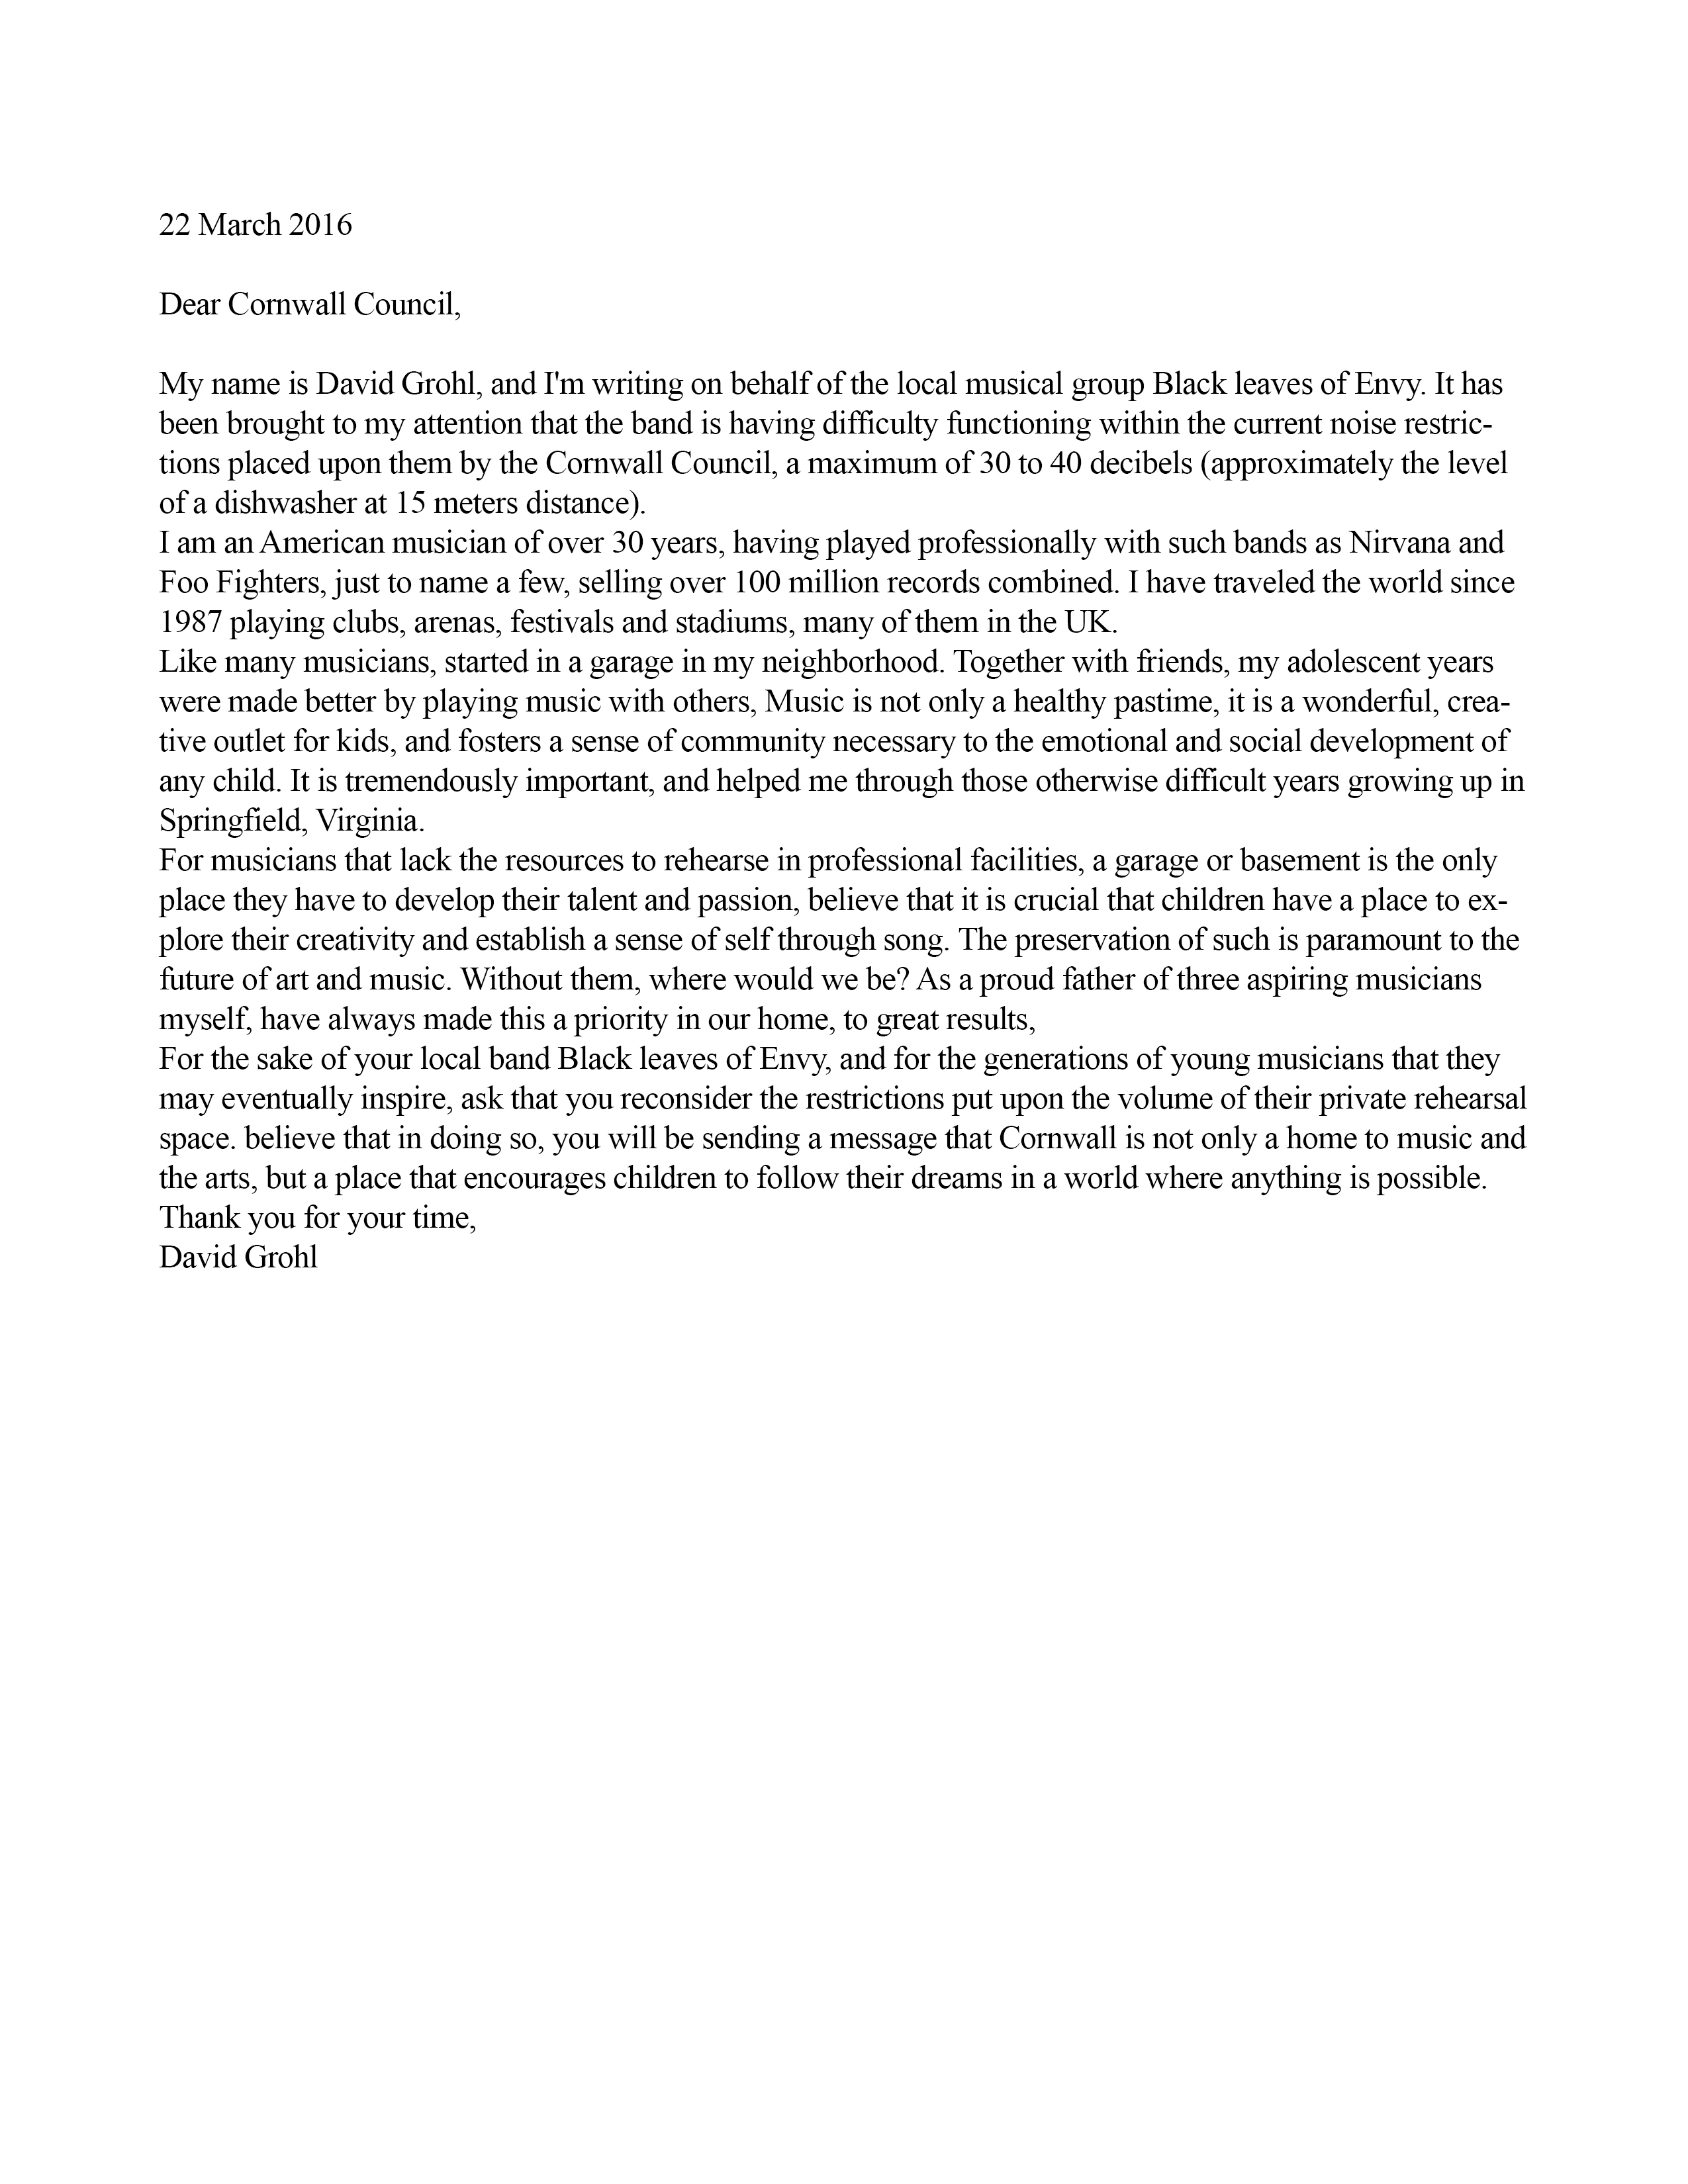 22 March 2016
Dear Cornwall Council,
My name is David Grohl, and I'm writing on behalf of the local musical group Black leaves of Envy. It has
been brought to my attention that the band is having difficulty functioning within the current noise restric-
tions placed upon them by the Cornwall Council, a maximum of 30 to 40 decibels (approximately the level
of a dishwasher at 15 meters distance).
I am an American musician of over 30 years, having played professionally with such bands as Nirvana and
Foo Fighters, just to name a few, selling over 100 million records combined. I have traveled the world since
1987 playing clubs, arenas, festivals and stadiums, many of them in the UK.
Like many musicians, started in a garage in my neighborhood. Together with friends, my adolescent years
were made better by playing music with others, Music is not only a healthy pastime, it is a wonderful, crea-
tive outlet for kids, and fosters a sense of community necessary to the emotional and social development of
any child. It is tremendously important, and helped me through those otherwise difficult years growing up in
Springfield, Virginia.
For musicians that lack the resources to rehearse in professional facilities, a garage or basement is the only
place they have to develop their talent and passion, believe that it is crucial that children have a place to ex-
plore their creativity and establish a sense of self through song. The preservation of such is paramount to the
future of art and music. Without them, where would we be? As a proud father of three aspiring musicians
myself, have always made this a priority in our home, to great results,
For the sake of your local band Black leaves of Envy, and for the generations of young musicians that they
may eventually inspire, ask that you reconsider the restrictions put upon the volume of their private rehearsal
space. believe that in doing so, you will be sending a message that Cornwall is not only a home to music and
the arts, but a place that encourages children to follow their dreams in a world where anything is possible.
Thank you for your time,
David Grohl